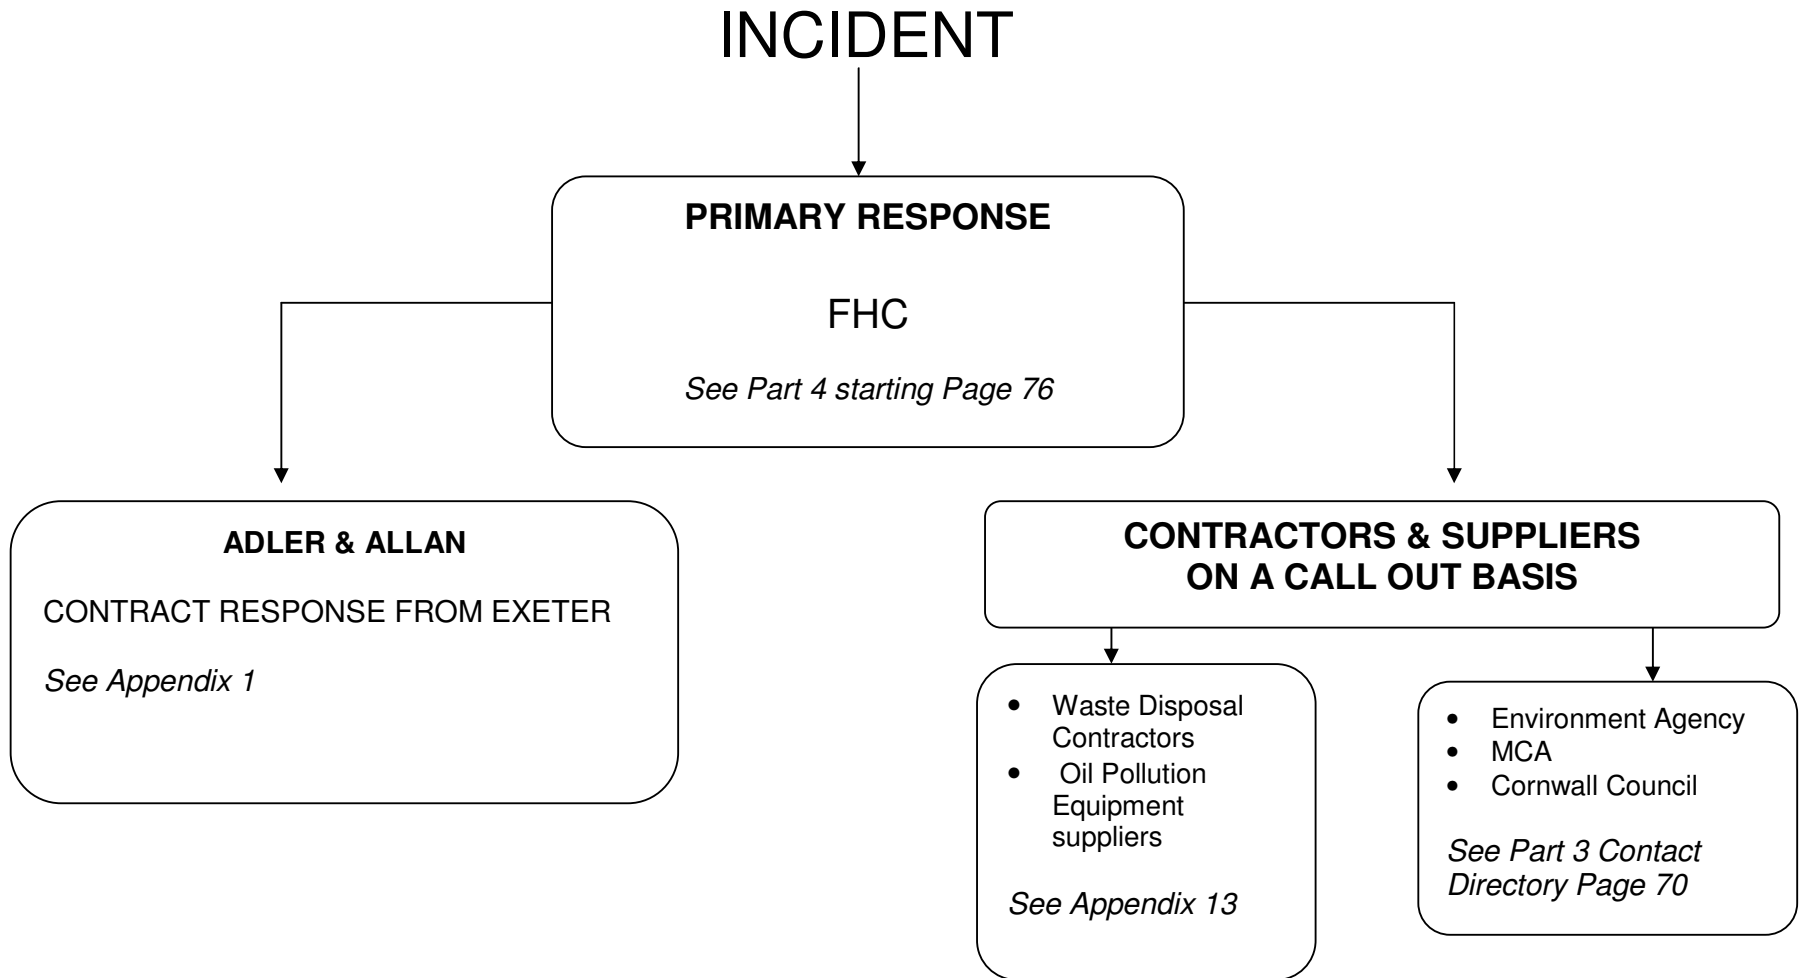 INCIDENT
PRIMARY RESPONSE
FHC
See Part 4 starting Page 76
ADLER & ALLAN
CONTRACT RESPONSE FROM EXETER
See Appendix 1
CONTRACTORS & SUPPLIERS
ON A CALL OUT BASIS
• Waste Disposal
Contractors
• Oil Pollution
Equipment
suppliers
See Appendix 13
• Environment Agency
• MCA
• Cornwall Council
See Part 3 Contact
Directory Page 70